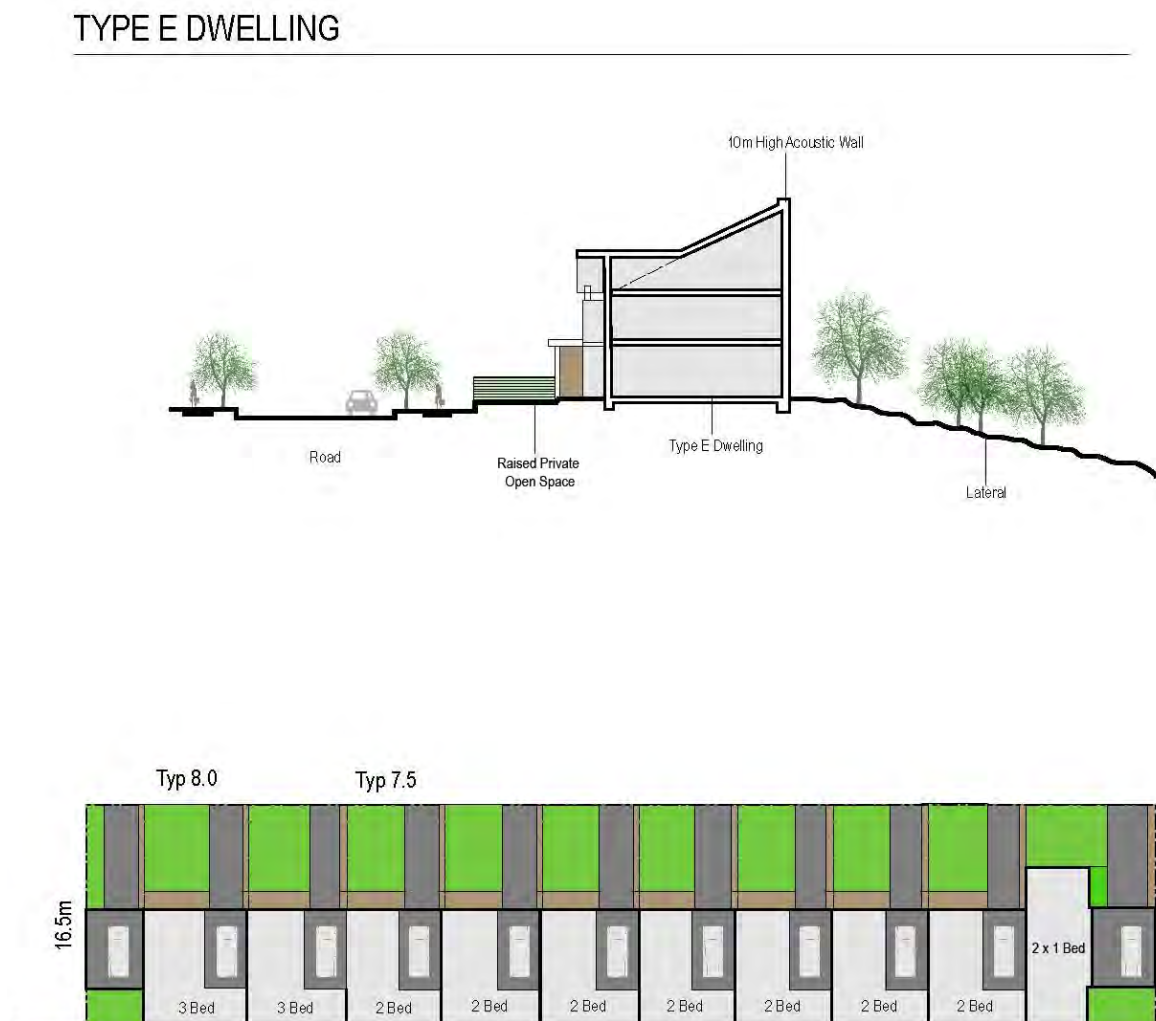 TYPE E DWELLING
10m High Acoustic Wall
Road
Raised Private
Open Space
Type E Dwelling
Lateral
Typ 8.0
Typ 7.5
16.5m
2 x 1 Bed
3 Bed
3 Bed
2 Bed
2 Bed
2 Bed
2 Bed
2 Bed
2 Bed
2 Bed